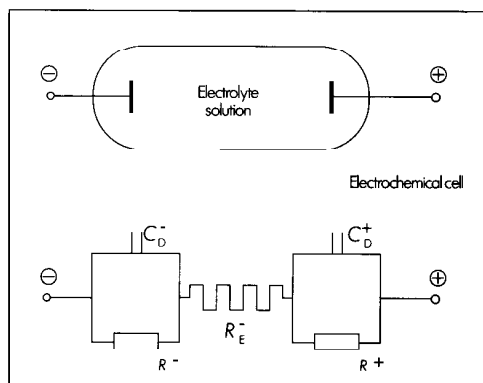 ⊖ ⊕
Electrolyte
solution
Electrochemical cell
C_D^- C_D^+
⊖ ⊕
R_E^-
R^- R^+